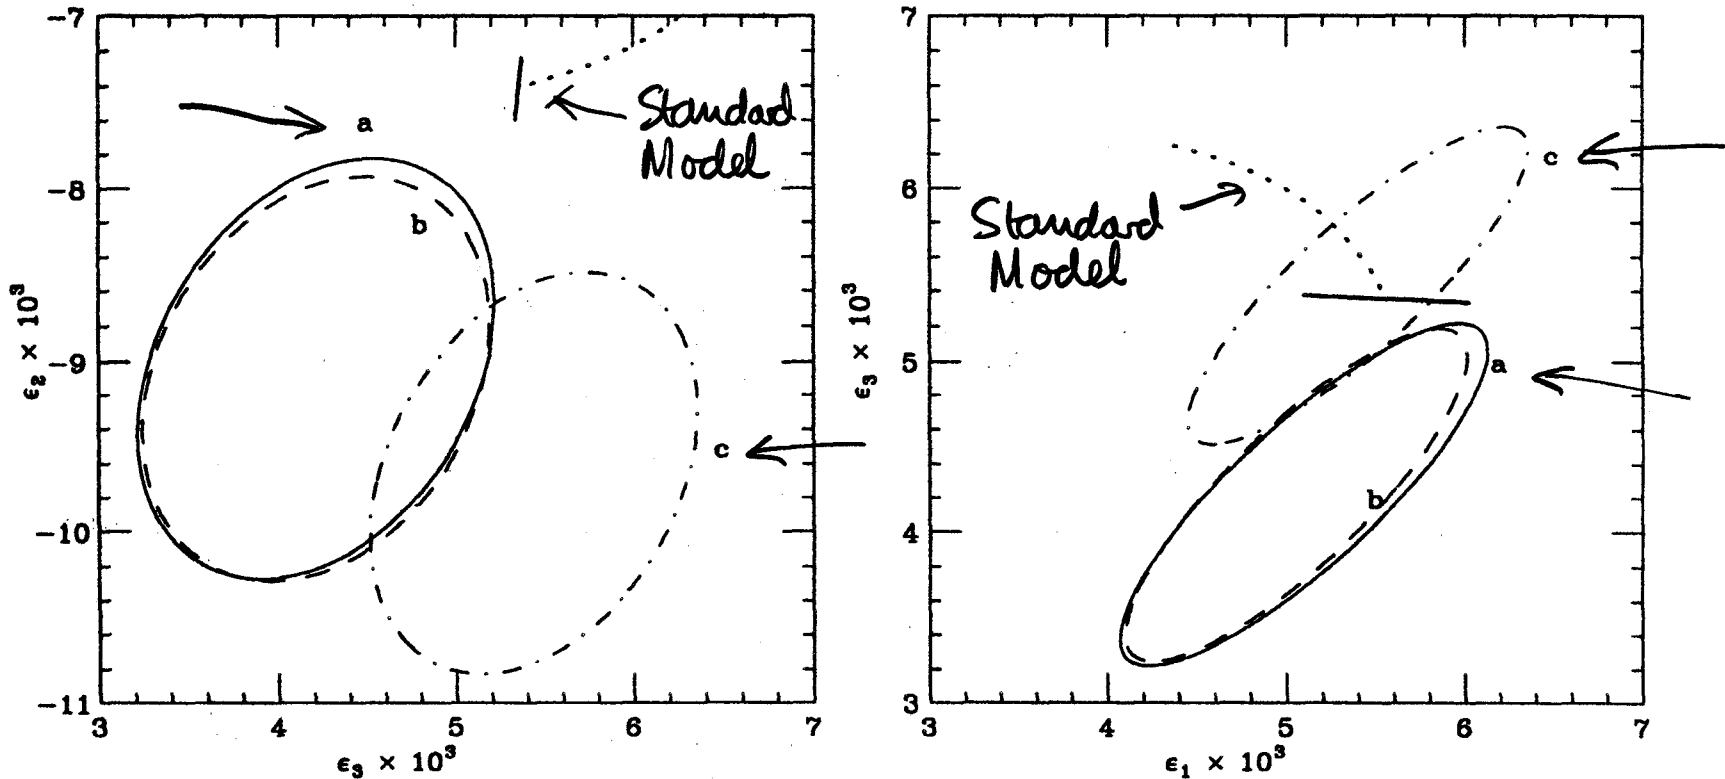 -7
-8
-9
-10
-11
ϵ₂ × 10³
3
4
5
6
7
ϵ₃ × 10³
a
b
c
Standard
Model
7
6
5
4
3
ϵ₃ × 10³
3
4
5
6
7
ϵ₁ × 10³
Standard
Model
c
a
b